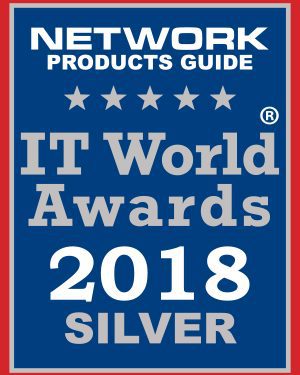 NETWORK
PRODUCTS GUIDE
®
IT World
Awards
2018
SILVER